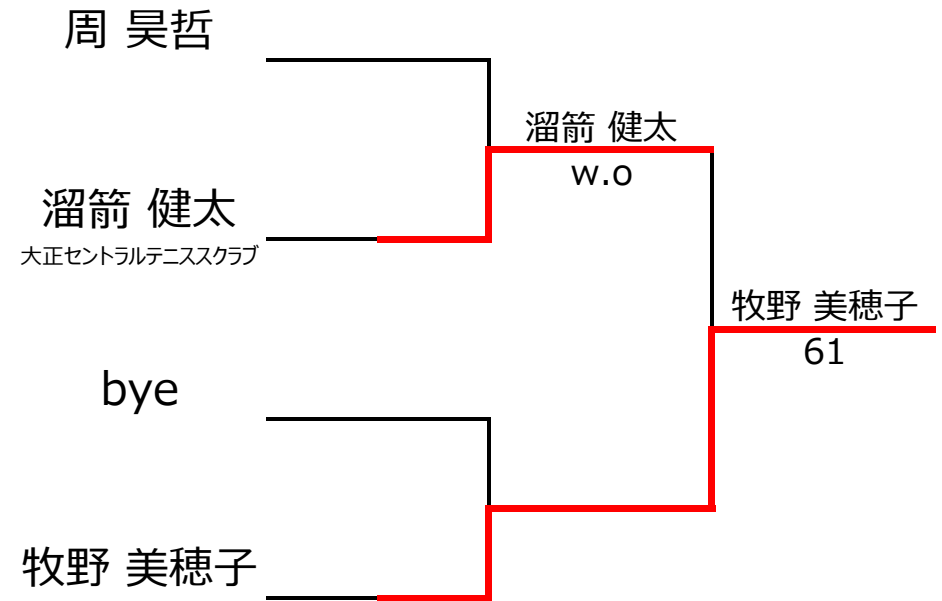 周 昊哲
溜箭 健太
w.o
溜箭 健太
大正セントラルテニススクラブ
牧野 美穂子
61
bye
牧野 美穂子